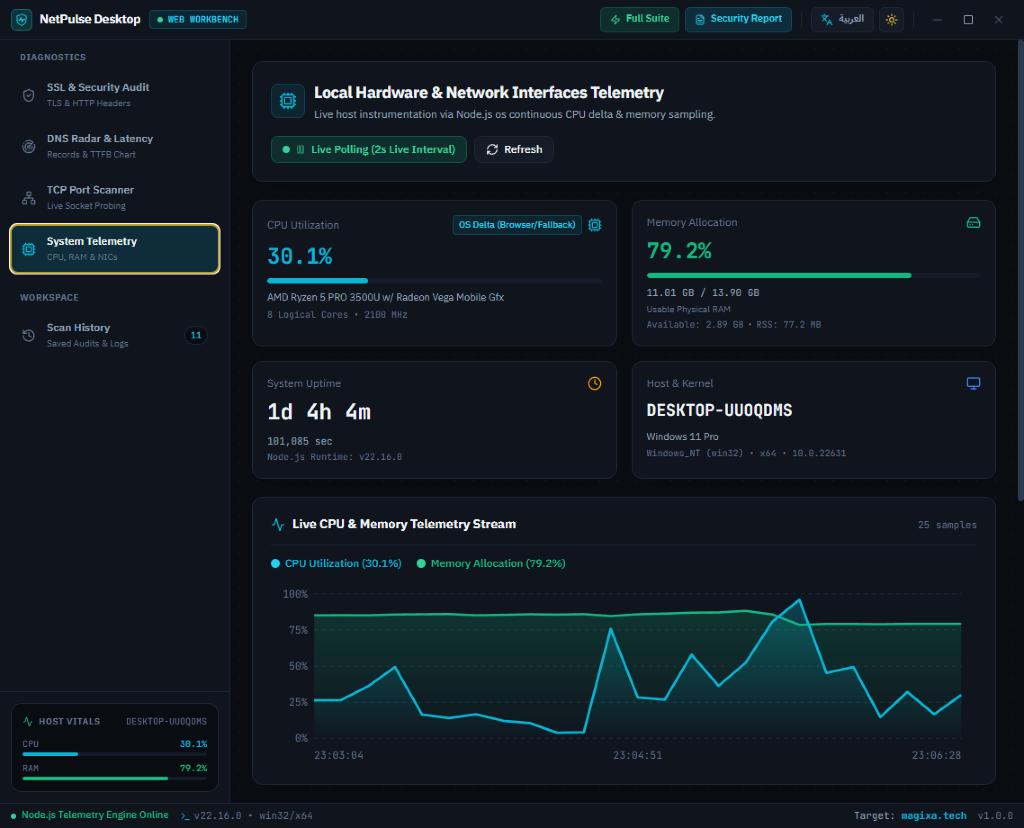 NetPulse Desktop
WEB WORKBENCH
Full Suite
Security Report
العربية
DIAGNOSTICS
SSL & Security Audit
TLS & HTTP Headers
DNS Radar & Latency
Records & TTFB Chart
TCP Port Scanner
Live Socket Probing
System Telemetry
CPU, RAM & NICs
WORKSPACE
Scan History
11
Saved Audits & Logs
HOST VITALS DESKTOP-UUOQDMS
CPU 30.1%
RAM 79.2%
Local Hardware & Network Interfaces Telemetry
Live host instrumentation via Node.js os continuous CPU delta & memory sampling.
Live Polling (2s Live Interval)
Refresh
CPU Utilization
OS Delta (Browser/Fallback)
30.1%
AMD Ryzen 5 PRO 3500U w/ Radeon Vega Mobile Gfx
8 Logical Cores • 2100 MHz
Memory Allocation
79.2%
11.01 GB / 13.90 GB
Usable Physical RAM
Available: 2.89 GB • RSS: 77.2 MB
System Uptime
1d 4h 4m
101,085 sec
Node.js Runtime: v22.16.0
Host & Kernel
DESKTOP-UUOQDMS
Windows 11 Pro
Windows_NT (win32) • x64 • 10.0.22631
Live CPU & Memory Telemetry Stream
25 samples
CPU Utilization (30.1%)
Memory Allocation (79.2%)
100%
75%
50%
25%
0%
23:03:04
23:04:51
23:06:28
Node.js Telemetry Engine Online
>_ v22.16.0 • win32/x64
Target: magixa.tech v1.0.0